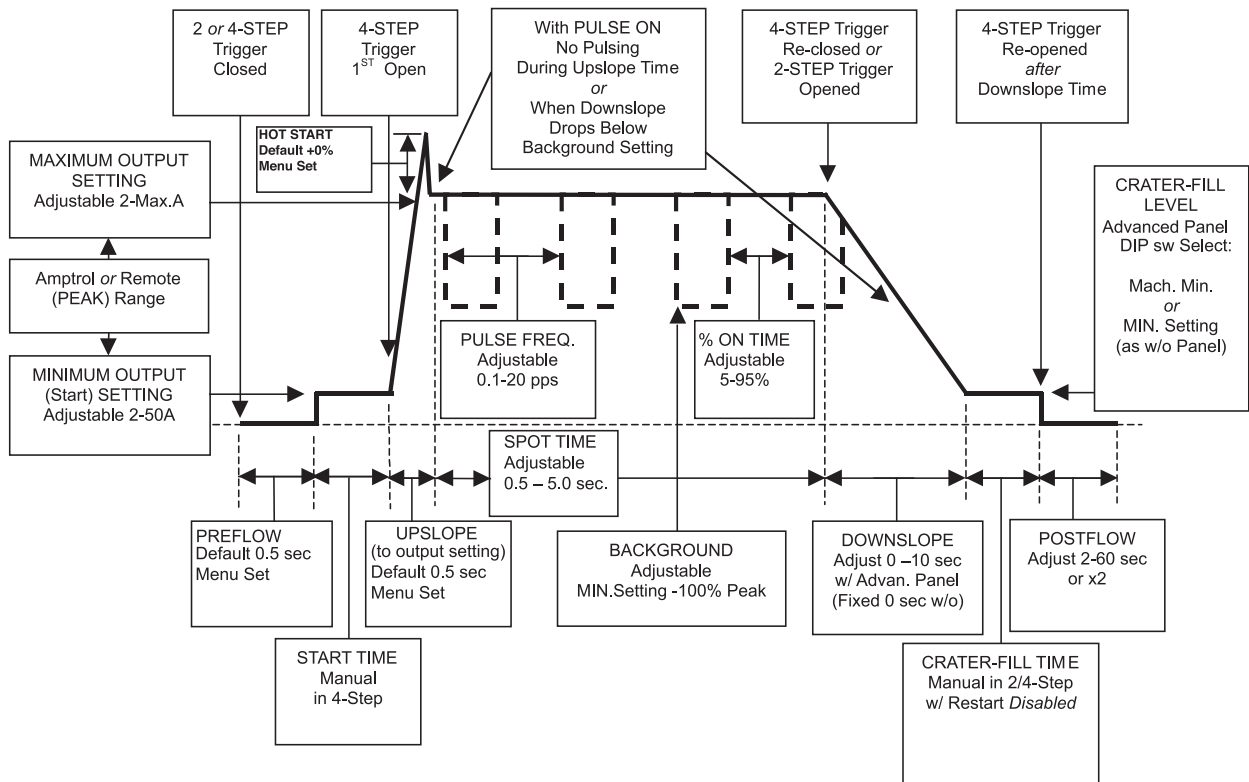 2 or 4-STEP
Trigger
Closed
4-STEP
Trigger
1ST Open
With PULSE ON
No Pulsing
During Upslope Time
or
When Downslope
Drops Below
Background Setting
4-STEP Trigger
Re-closed or
2-STEP Trigger
Opened
4-STEP Trigger
Re-opened
after
Downslope Time
HOT START
Default +0%
Menu Set
MAXIMUM OUTPUT
SETTING
Adjustable 2-Max.A
Amptrol or Remote
(PEAK) Range
MINIMUM OUTPUT
(Start) SETTING
Adjustable 2-50A
CRATER-FILL
LEVEL
Advanced Panel
DIP sw Select:
Mach. Min.
or
MIN. Setting
(as w/o Panel)
PULSE FREQ.
Adjustable
0.1-20 pps
% ON TIME
Adjustable
5-95%
SPOT TIME
Adjustable
0.5 – 5.0 sec.
PREFLOW
Default 0.5 sec
Menu Set
UPSLOPE
(to output setting)
Default 0.5 sec
Menu Set
BACKGROUND
Adjustable
MIN.Setting -100% Peak
DOWNSLOPE
Adjust 0 –10 sec
w/ Advan. Panel
(Fixed 0 sec w/o)
POSTFLOW
Adjust 2-60 sec
or x2
START TIME
Manual
in 4-Step
CRATER-FILL TIME
Manual in 2/4-Step
w/ Restart Disabled